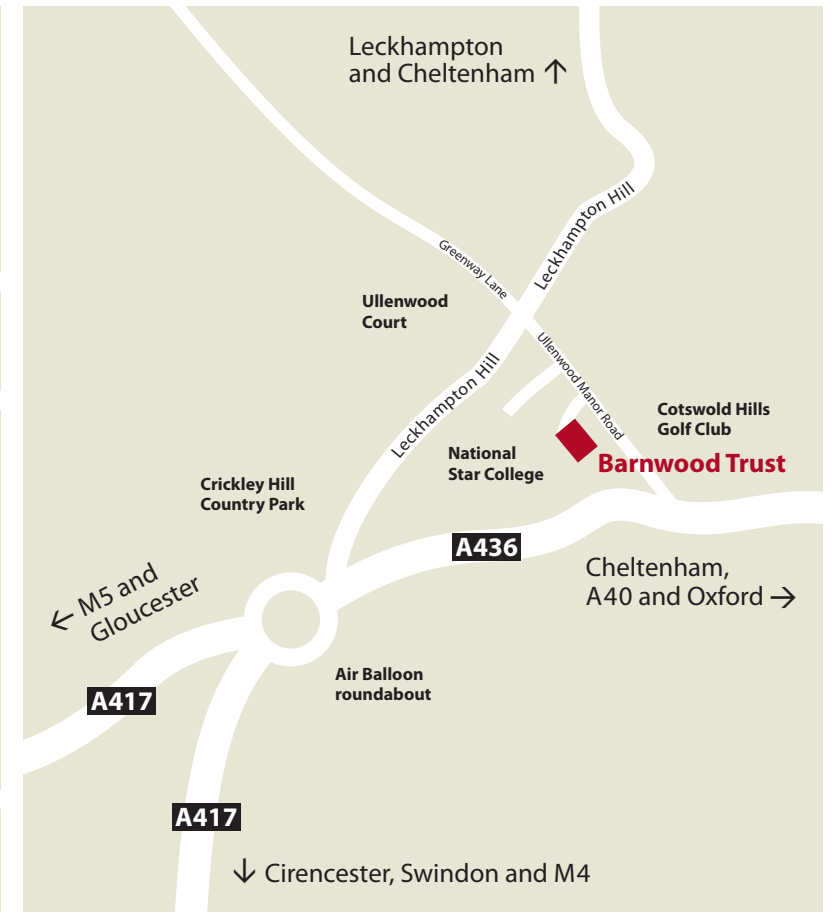 Leckhampton
and Cheltenham ↑
Leckhampton Hill
Greenway Lane
Ullenwood
Court
Ullenwood Manor Road
Leckhampton Hill
Cotswold Hills
Golf Club
National
Star College
Barnwood Trust
Crickley Hill
Country Park
A436
Cheltenham,
A40 and Oxford →
← M5 and
Gloucester
Air Balloon
roundabout
A417
A417
↓ Cirencester, Swindon and M4